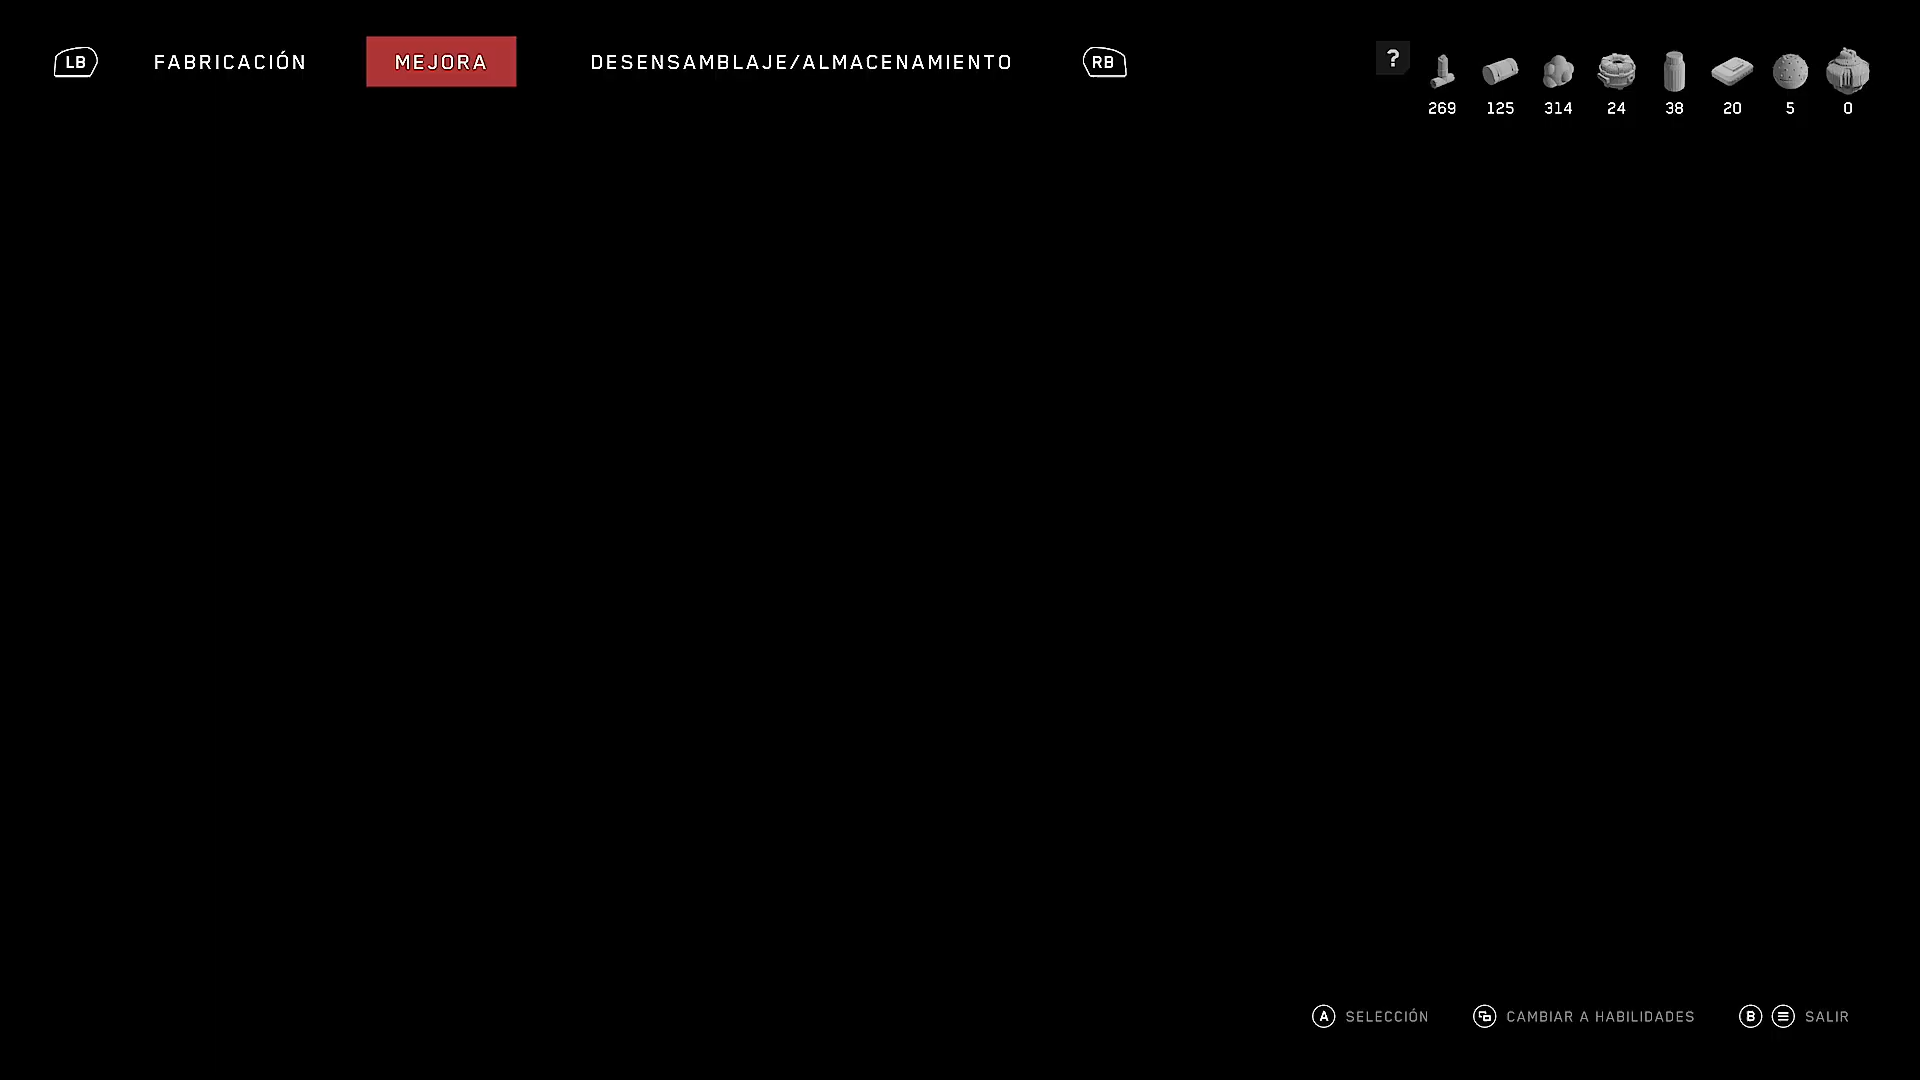 LB FABRICACIÓN MEJORA DESENSAMBLAJE/ALMACENAMIENTO RB ?
269 125 314 24 38 20 5 0
A SELECCIÓN CAMBIAR A HABILIDADES B SALIR